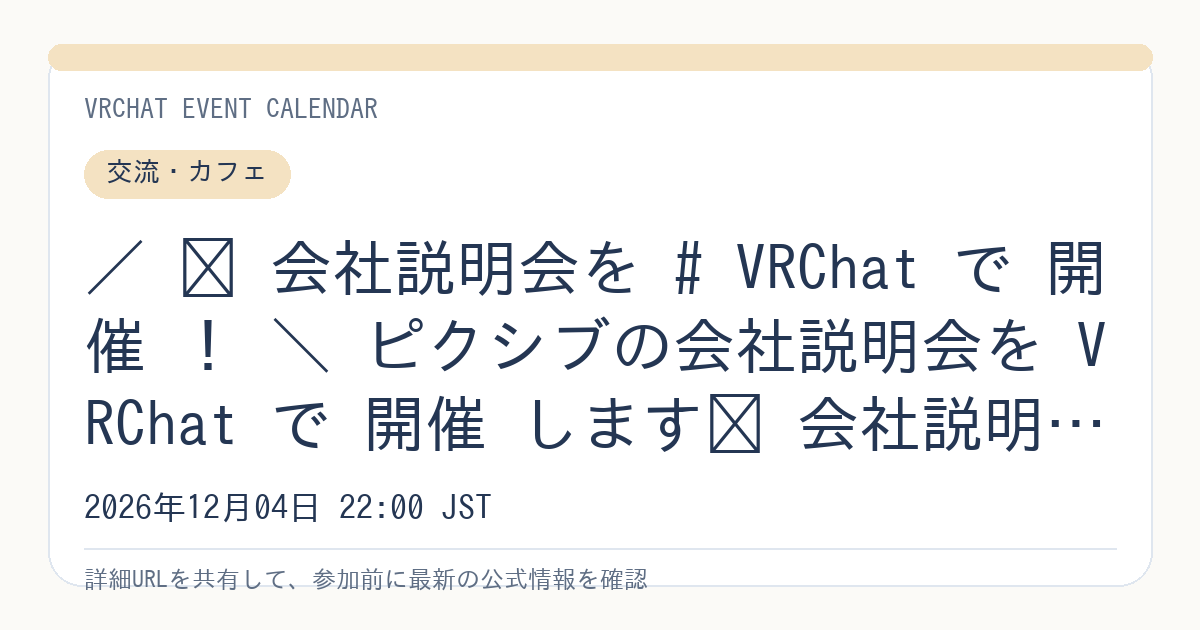 VRCHAT EVENT CALENDAR
交流・カフェ
／ 会社説明会を # VRChat で 開
催 ！ ＼ ピクシブの会社説明会を V
RChat で 開催 します 会社説明…
2026年12月04日 22:00 JST
詳細URLを共有して、参加前に最新の公式情報を確認